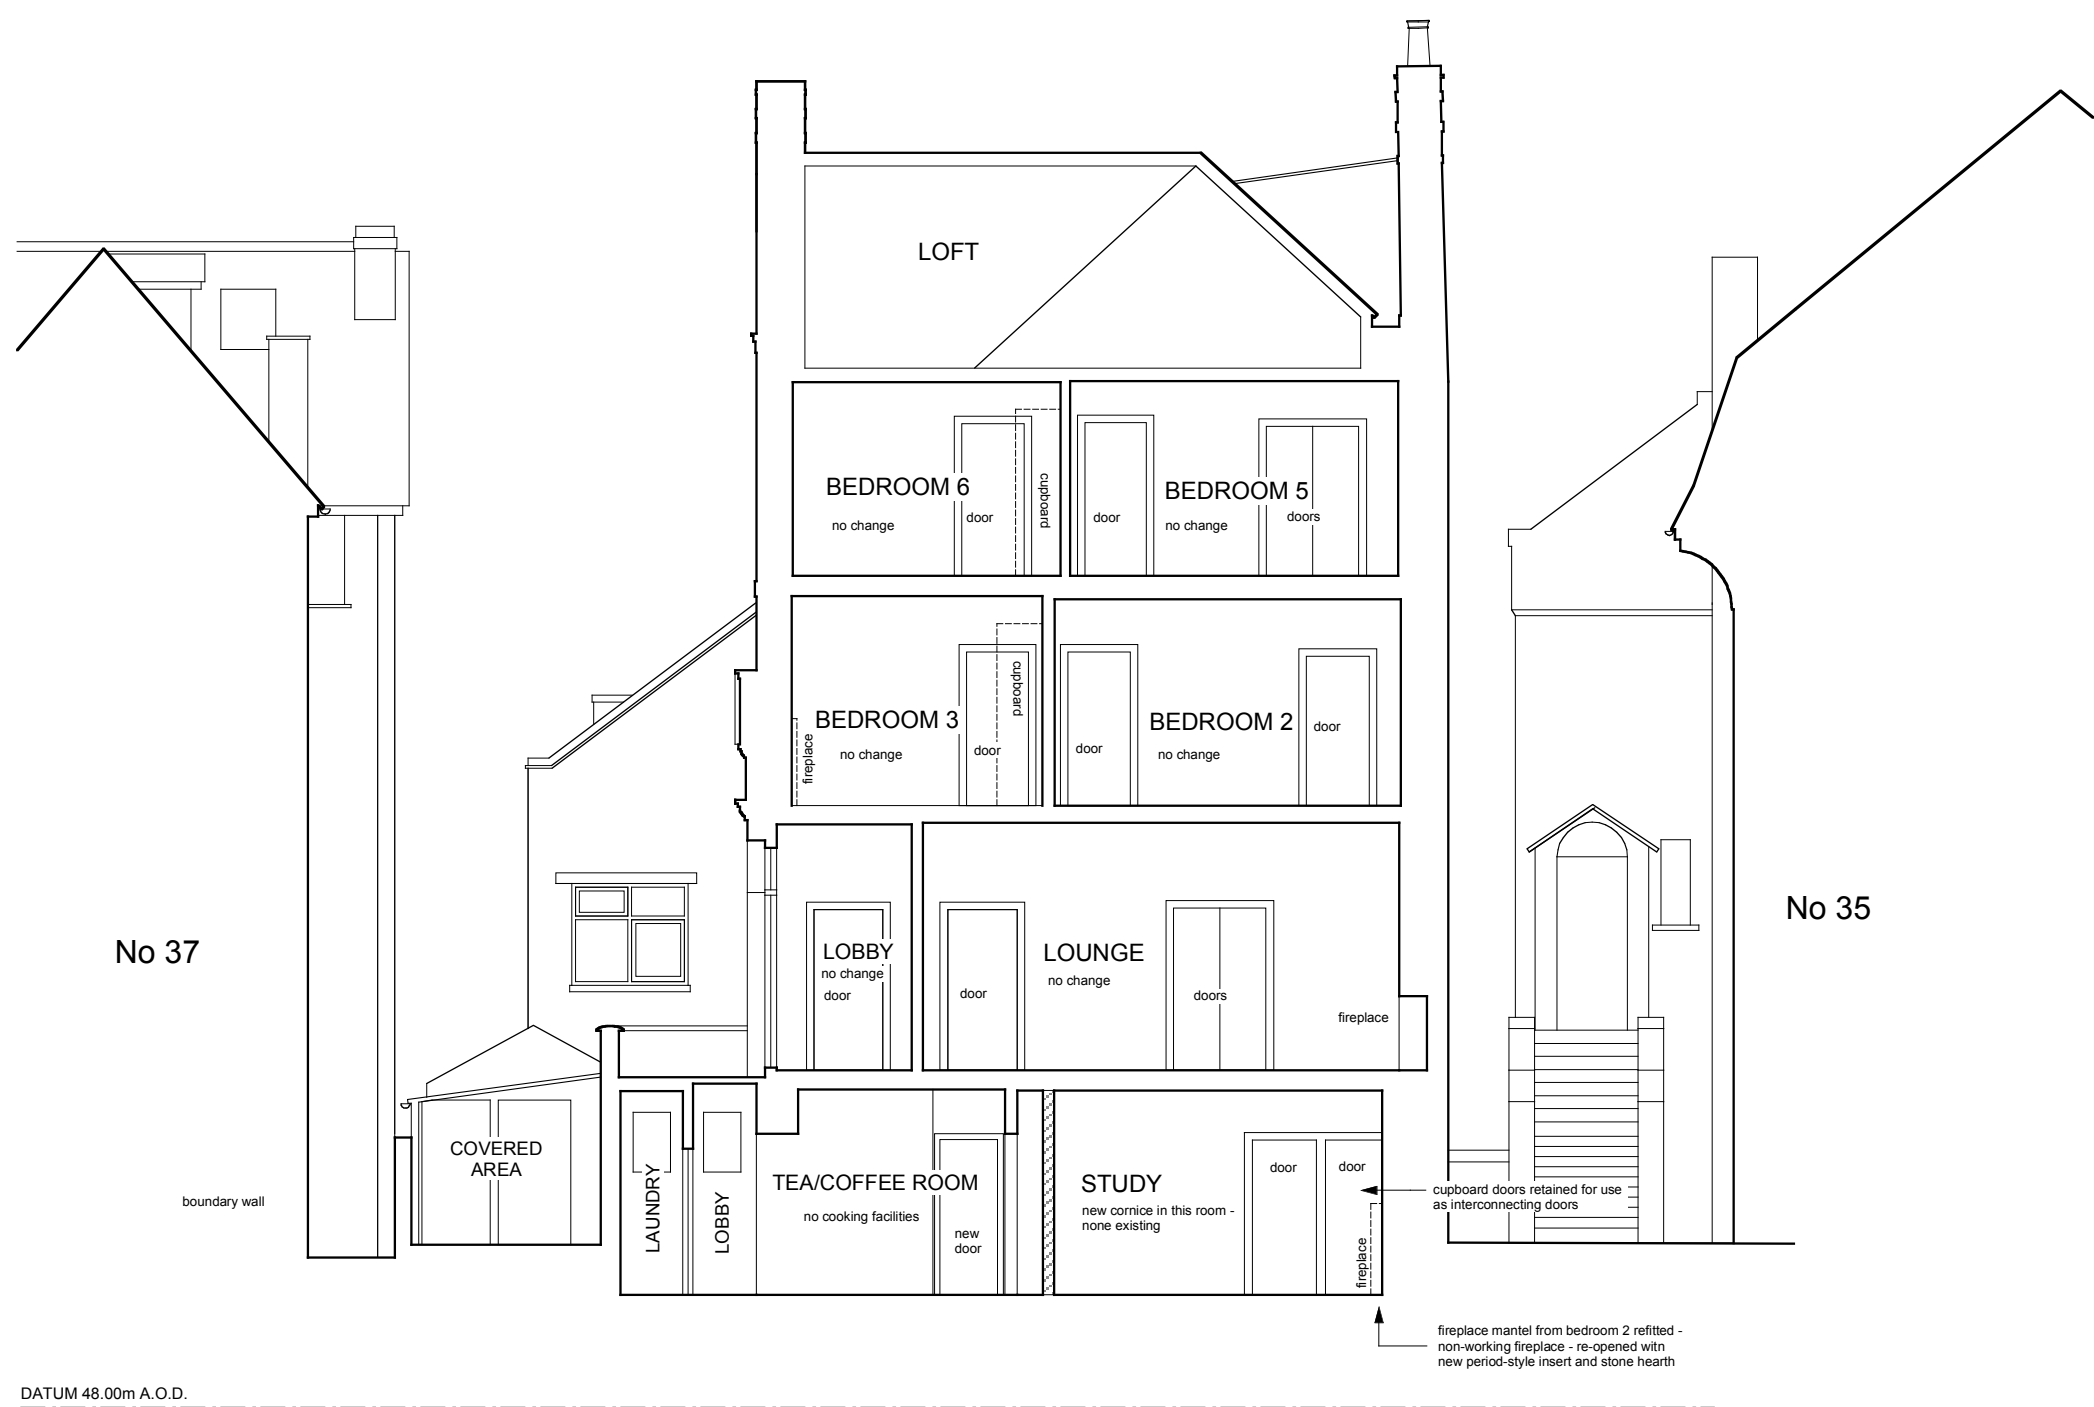 LOFT
BEDROOM 6
no change
door
cupboard
door
BEDROOM 5
no change
doors
BEDROOM 3
no change
fireplace
door
cupboard
door
BEDROOM 2
no change
door
No 37
LOBBY
no change
door
door
LOUNGE
no change
doors
fireplace
No 35
boundary wall
COVERED
AREA
LAUNDRY
LOBBY
TEA/COFFEE ROOM
no cooking facilities
new
door
STUDY
new cornice in this room -
none existing
door
door
fireplace
cupboard doors retained for use
as interconnecting doors
fireplace mantel from bedroom 2 refitted -
non-working fireplace - re-opened witn
new period-style insert and stone hearth
DATUM 48.00m A.O.D.